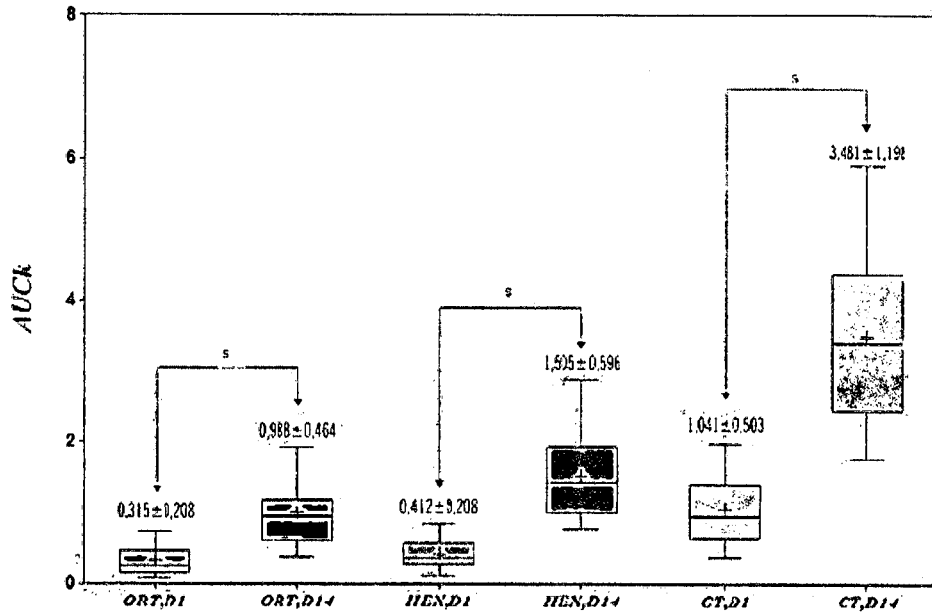 8
s
6
3,481±1,198
AUCk
4
s
1,505±0,596
s
2
0,988±0,464
1,041±0,503
0,315±0,208
0,412±0,208
0
ORT,D1 ORT,D14 HEN,D1 HEN,D14 CT,D1 CT,D14